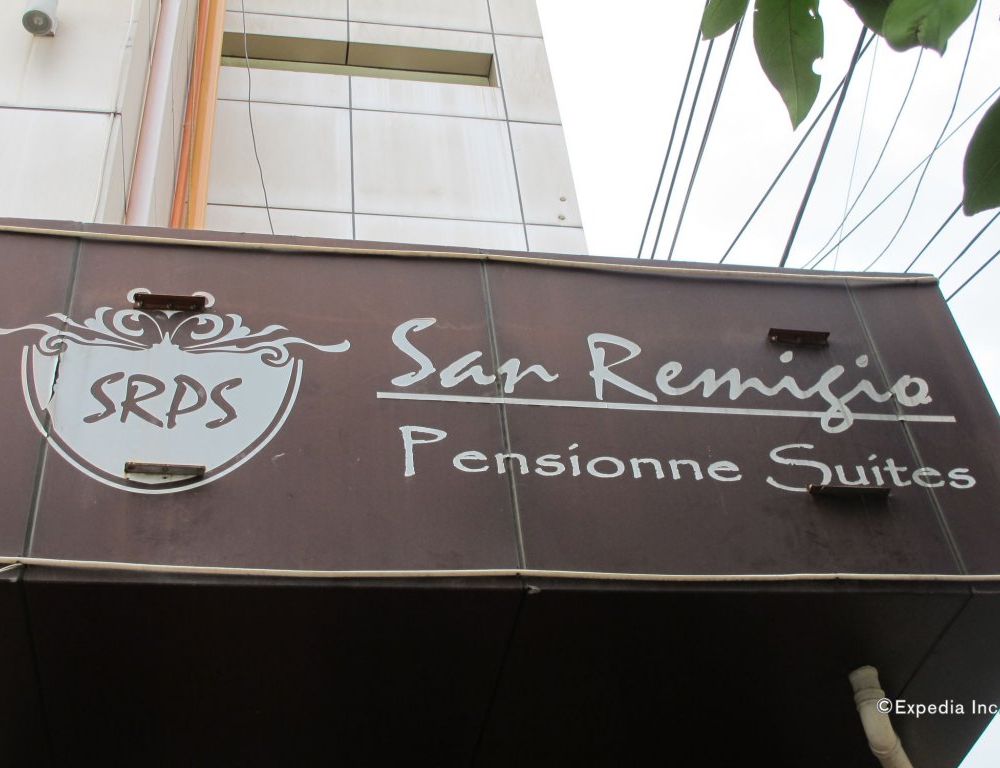 SRPS
San Remigio
Pensionne Suites
©Expedia Inc